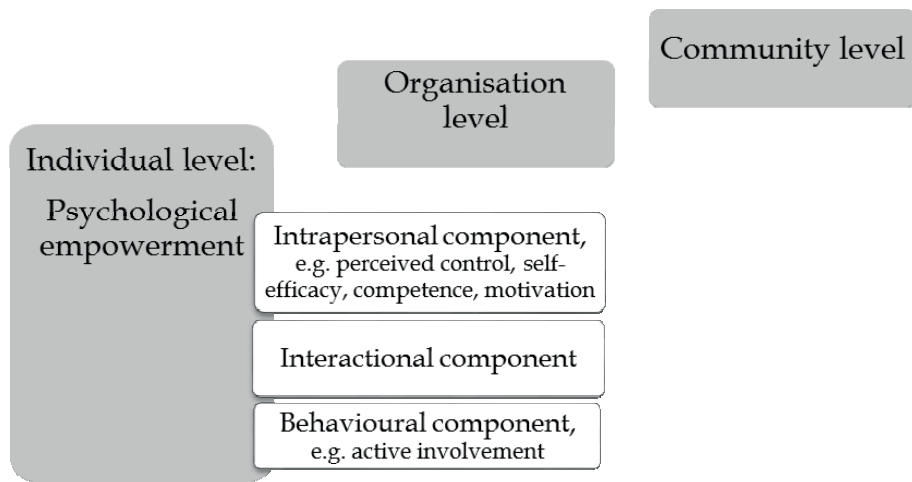 Community level
Organisation
level
Individual level:
Psychological
empowerment
Intrapersonal component,
e.g. perceived control, self-
efficacy, competence, motivation
Interactional component
Behavioural component,
e.g. active involvement